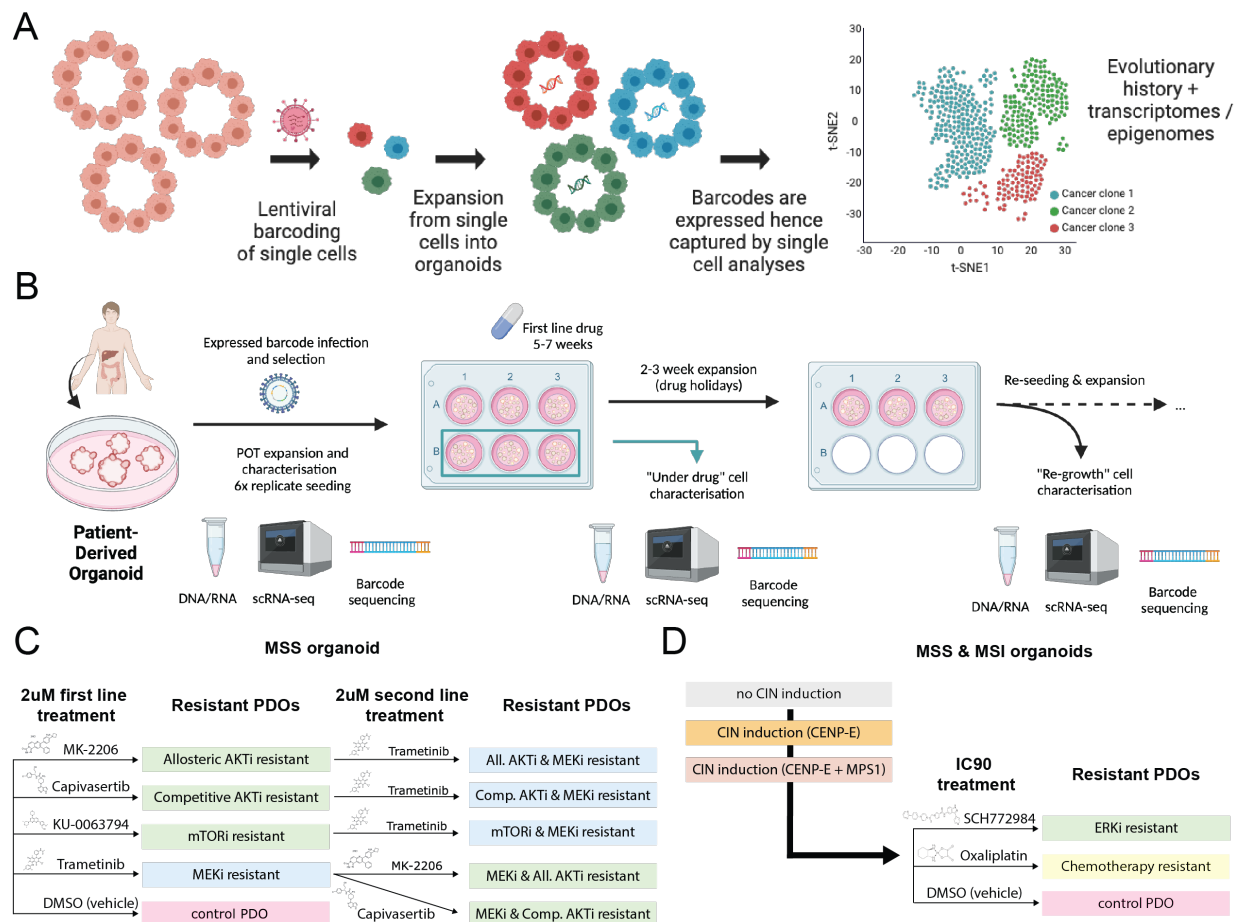 A
Lentiviral
barcoding
of single cells
Expansion
from single
cells into
organoids
Barcodes are
expressed hence
captured by single
cell analyses
30
20
10
0
-10
-20
-30
t-SNE2
-30 -20 -10 0 10 20 30
t-SNE1
Cancer clone 1
Cancer clone 2
Cancer clone 3
Evolutionary
history +
transcriptomes /
epigenomes
B
Patient-
Derived
Organoid
Expressed barcode infection
and selection
POT expansion and
characterisation
6x replicate seeding
DNA/RNA
scRNA-seq
Barcode
sequencing
First line drug
5-7 weeks
1 2 3
A
B
2-3 week expansion
(drug holidays)
"Under drug" cell
characterisation
DNA/RNA
scRNA-seq
Barcode
sequencing
1 2 3
A
B
Re-seeding & expansion
...
"Re-growth" cell
characterisation
DNA/RNA
scRNA-seq
Barcode
sequencing
C
MSS organoid
2uM first line
treatment
Resistant PDOs
2uM second line
treatment
Resistant PDOs
MK-2206
Allosteric AKTi resistant
Trametinib
All. AKTi & MEKi resistant
Capivasertib
Competitive AKTi resistant
Trametinib
Comp. AKTi & MEKi resistant
KU-0063794
mTORi resistant
Trametinib
mTORi & MEKi resistant
Trametinib
MEKi resistant
MK-2206
MEKi & All. AKTi resistant
Capivasertib
MEKi & Comp. AKTi resistant
DMSO (vehicle)
control PDO
D
MSS & MSI organoids
no CIN induction
CIN induction (CENP-E)
CIN induction (CENP-E + MPS1)
IC90
treatment
Resistant PDOs
SCH772984
ERKi resistant
Oxaliplatin
Chemotherapy resistant
DMSO (vehicle)
control PDO